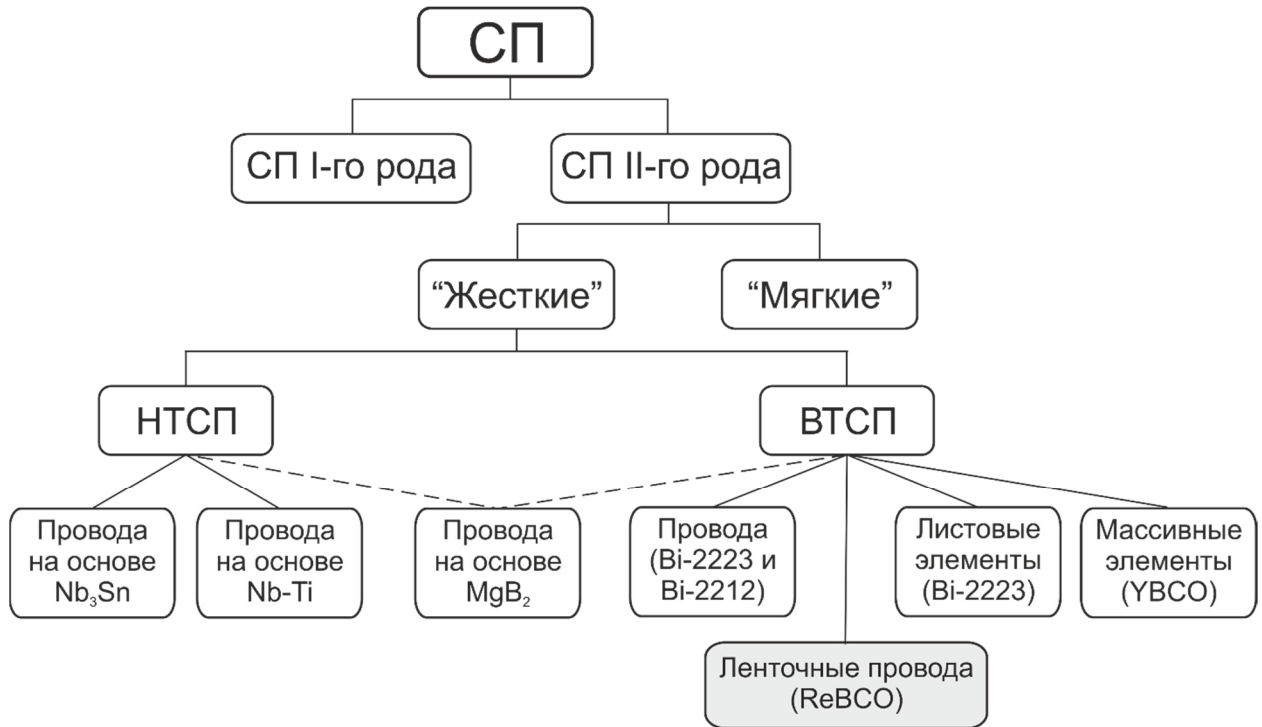 СП
СП I-го рода
СП II-го рода
“Жесткие”
“Мягкие”
НТСП
ВТСП
Провода
на основе
Nb₃Sn
Провода
на основе
Nb-Ti
Провода
на основе
MgB₂
Провода
(Bi-2223 и
Bi-2212)
Листовые
элементы
(Bi-2223)
Массивные
элементы
(YBCO)
Ленточные провода
(ReBCO)